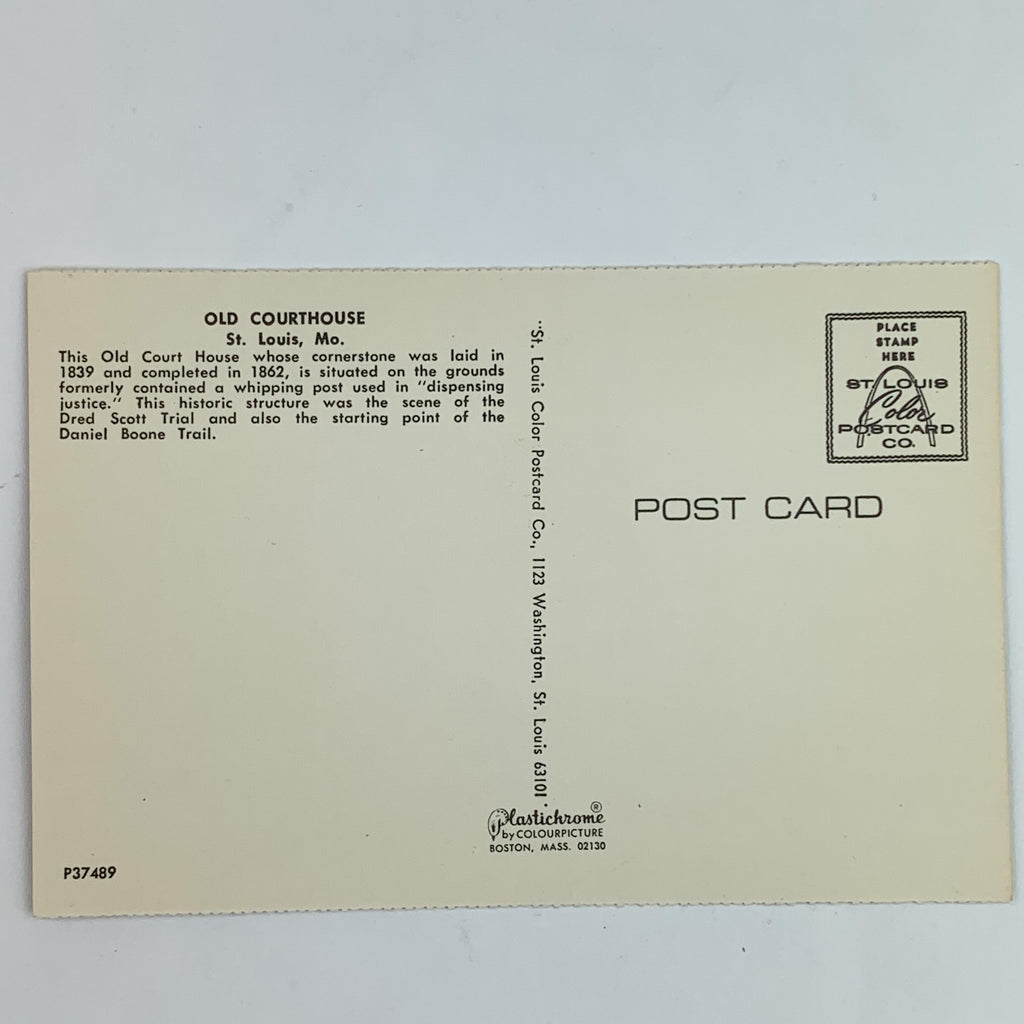 OLD COURTHOUSE
St. Louis, Mo.
This Old Court House whose cornerstone was laid in
1839 and completed in 1862, is situated on the grounds
formerly contained a whipping post used in "dispensing
justice." This historic structure was the scene of the
Dred Scott Trial and also the starting point of the
Daniel Boone Trail.
P37489
"St. Louis Color Postcard Co., 1123 Washington, St. Louis 63101.
Plastichrome®
by COLOURPICTURE
BOSTON, MASS. 02130
PLACE
STAMP
HERE
ST. LOUIS
Color
POSTCARD
CO.
POST CARD